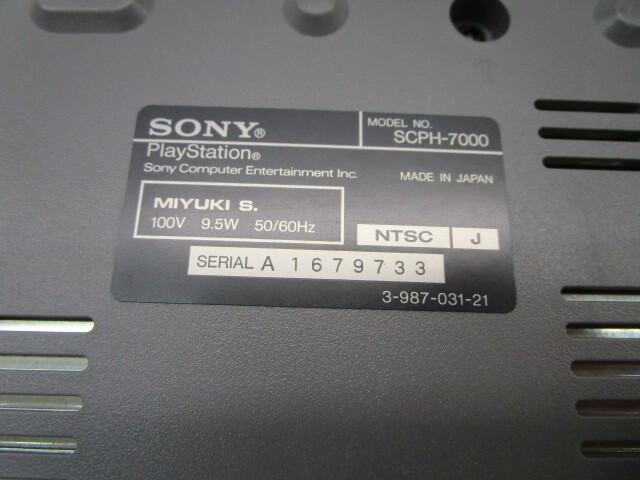 SONY®
MODEL NO.
SCPH-7000
PlayStation®
Sony Computer Entertainment Inc.
MADE IN JAPAN
MIYUKI S.
100V 9.5W 50/60Hz
NTSC J
SERIAL A 1679733
3-987-031-21